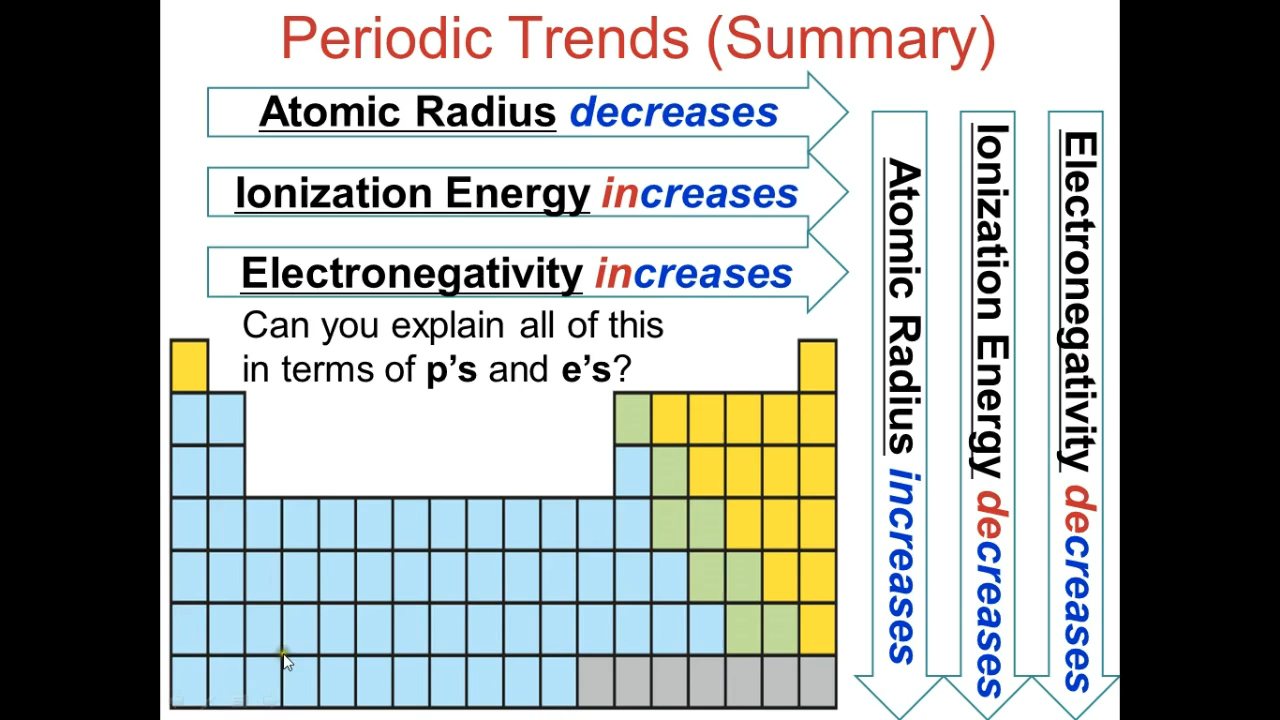 Periodic Trends (Summary)
Atomic Radius decreases
Ionization Energy increases
Electronegativity increases
Can you explain all of this
in terms of p's and e's?
Atomic Radius increases
Ionization Energy decreases
Electronegativity decreases